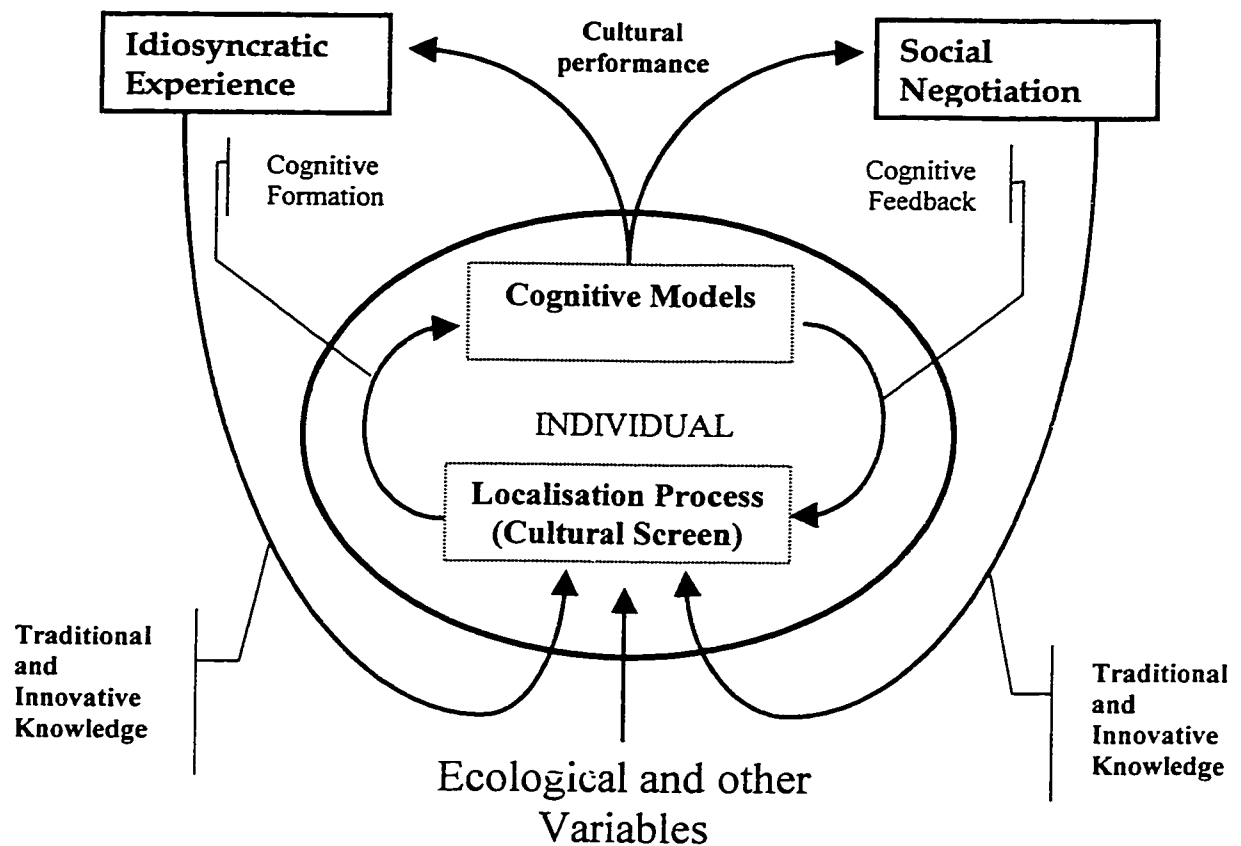 Idiosyncratic
Experience
Cultural
performance
Social
Negotiation
Cognitive
Formation
Cognitive
Feedback
Cognitive Models
INDIVIDUAL
Localisation Process
(Cultural Screen)
Traditional
and
Innovative
Knowledge
Traditional
and
Innovative
Knowledge
Ecological and other
Variables